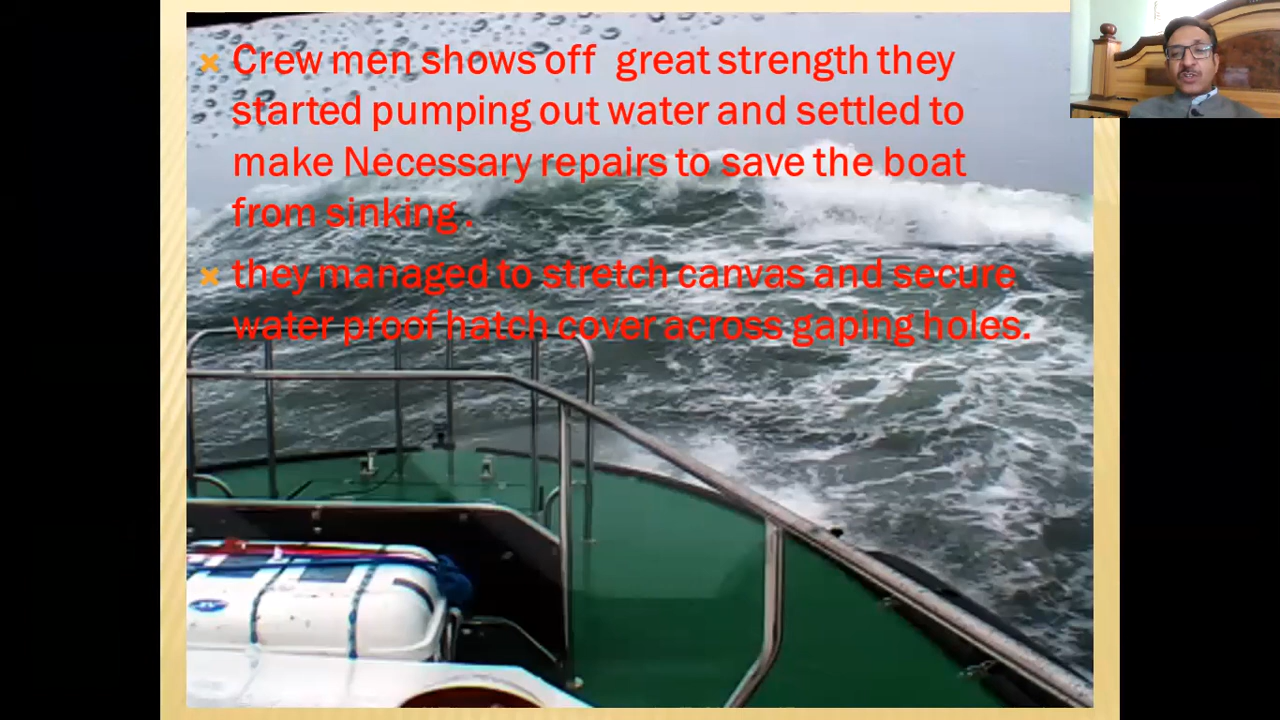 Crew men shows off great strength they
started pumping out water and settled to
make Necessary repairs to save the boat
from sinking .
they managed to stretch canvas and secure
water proof hatch cover across gaping holes.